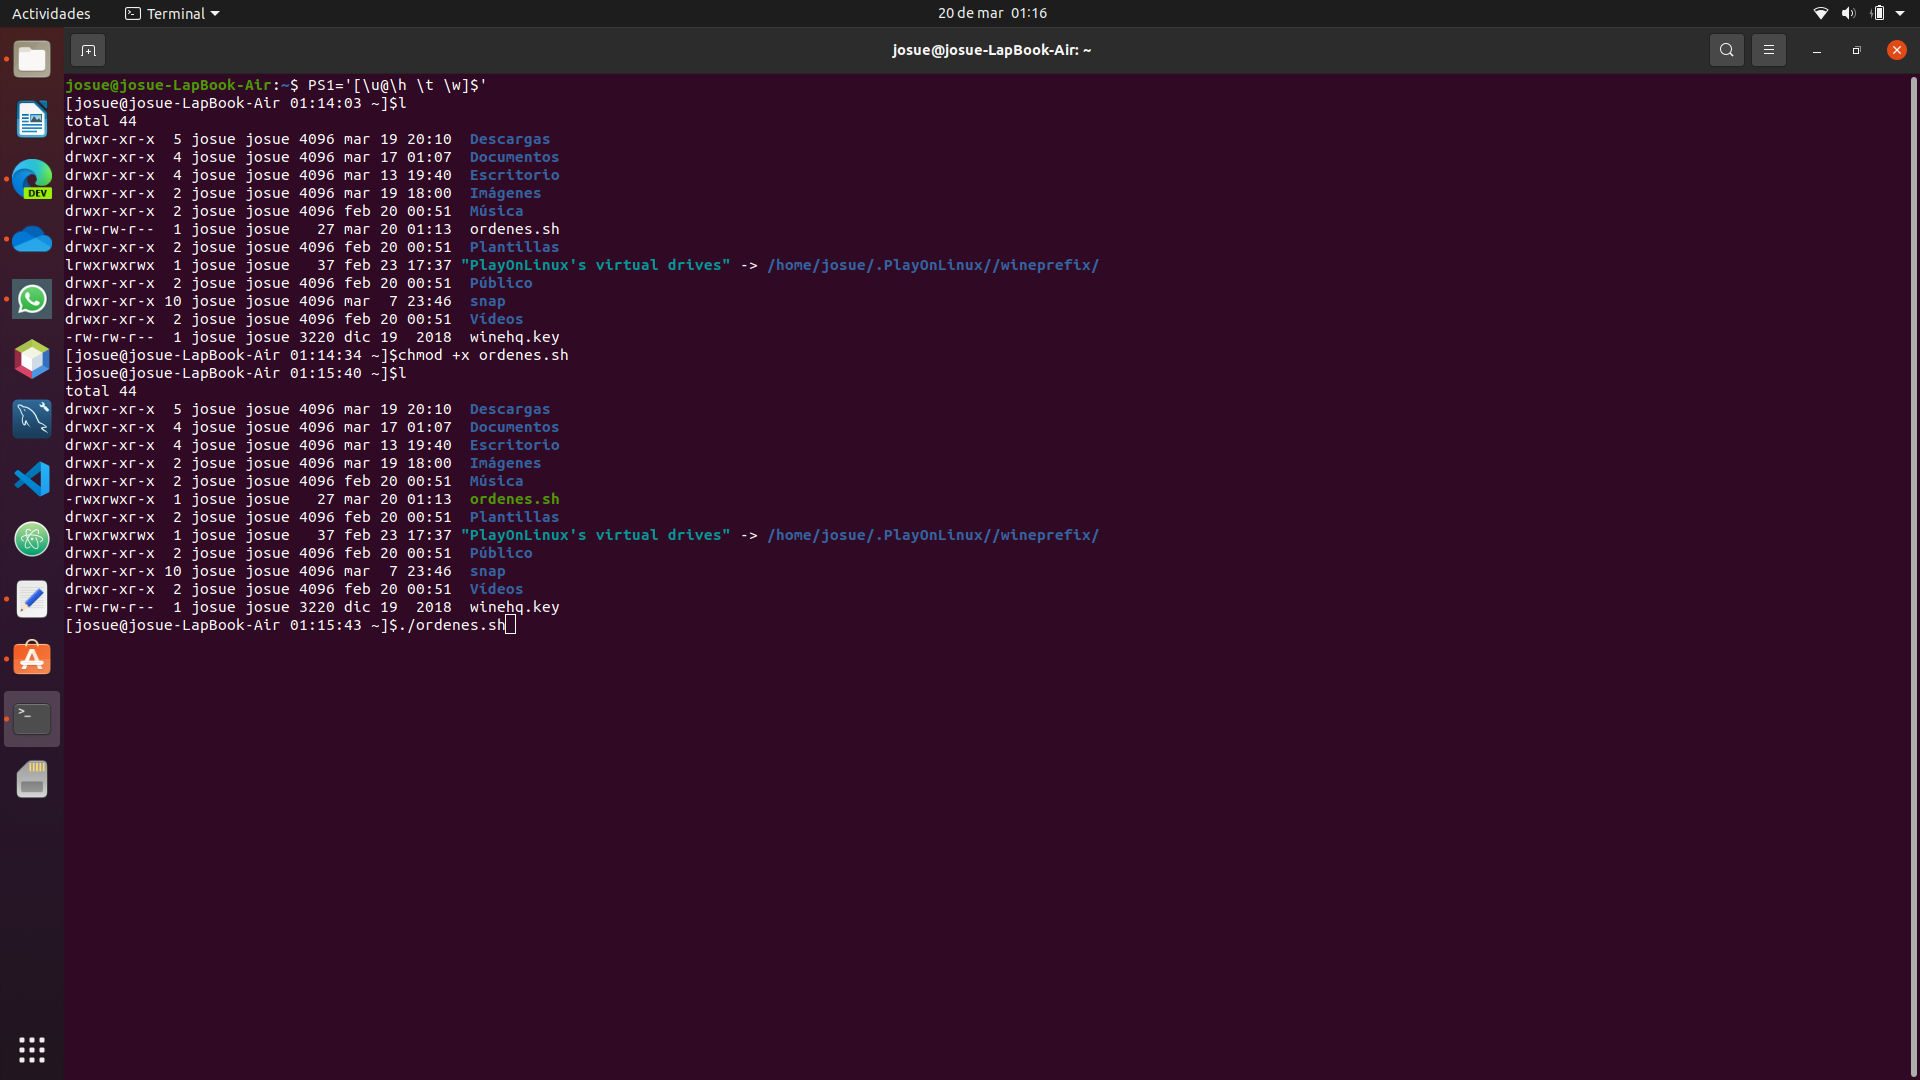 Actividades
Terminal
20 de mar 01:16
josue@josue-LapBook-Air: ~
josue@josue-LapBook-Air:~$ PS1='[\u@\h \t \w]$'
[josue@josue-LapBook-Air 01:14:03 ~]$l
total 44
drwxr-xr-x  5 josue josue 4096 mar 19 20:10  Descargas
drwxr-xr-x  4 josue josue 4096 mar 17 01:07  Documentos
drwxr-xr-x  4 josue josue 4096 mar 13 19:40  Escritorio
drwxr-xr-x  2 josue josue 4096 mar 19 18:00  Imágenes
drwxr-xr-x  2 josue josue 4096 feb 20 00:51  Música
-rw-rw-r--  1 josue josue   27 mar 20 01:13  ordenes.sh
drwxr-xr-x  2 josue josue 4096 feb 20 00:51  Plantillas
lrwxrwxrwx  1 josue josue   37 feb 23 17:37 "PlayOnLinux's virtual drives" -> /home/josue/.PlayOnLinux//wineprefix/
drwxr-xr-x  2 josue josue 4096 feb 20 00:51  Público
drwxr-xr-x 10 josue josue 4096 mar  7 23:46  snap
drwxr-xr-x  2 josue josue 4096 feb 20 00:51  Vídeos
-rw-rw-r--  1 josue josue 3220 dic 19  2018  winehq.key
[josue@josue-LapBook-Air 01:14:34 ~]$chmod +x ordenes.sh
[josue@josue-LapBook-Air 01:15:40 ~]$l
total 44
drwxr-xr-x  5 josue josue 4096 mar 19 20:10  Descargas
drwxr-xr-x  4 josue josue 4096 mar 17 01:07  Documentos
drwxr-xr-x  4 josue josue 4096 mar 13 19:40  Escritorio
drwxr-xr-x  2 josue josue 4096 mar 19 18:00  Imágenes
drwxr-xr-x  2 josue josue 4096 feb 20 00:51  Música
-rwxrwxr-x  1 josue josue   27 mar 20 01:13  ordenes.sh
drwxr-xr-x  2 josue josue 4096 feb 20 00:51  Plantillas
lrwxrwxrwx  1 josue josue   37 feb 23 17:37 "PlayOnLinux's virtual drives" -> /home/josue/.PlayOnLinux//wineprefix/
drwxr-xr-x  2 josue josue 4096 feb 20 00:51  Público
drwxr-xr-x 10 josue josue 4096 mar  7 23:46  snap
drwxr-xr-x  2 josue josue 4096 feb 20 00:51  Vídeos
-rw-rw-r--  1 josue josue 3220 dic 19  2018  winehq.key
[josue@josue-LapBook-Air 01:15:43 ~]$./ordenes.sh
DEV